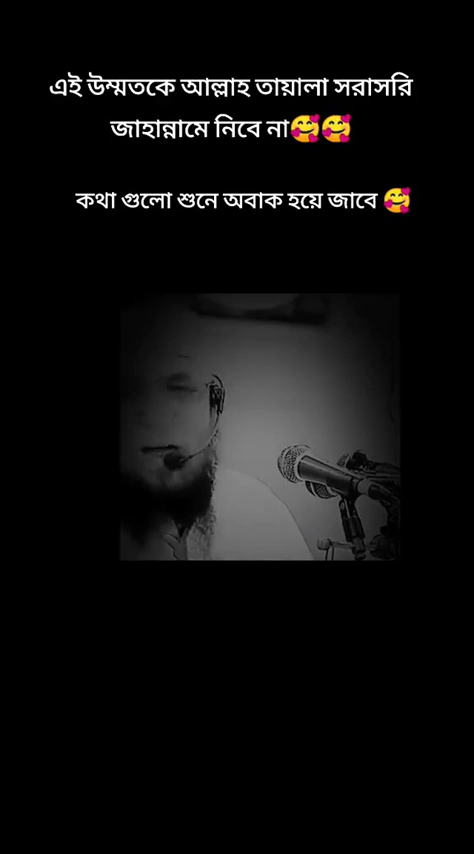 এই উম্মতকে আল্লাহ তায়ালা সরাসরি
জাহান্নামে নিবে না🥰🥰
কথা গুলো শুনে অবাক হয়ে জাবে 🥰